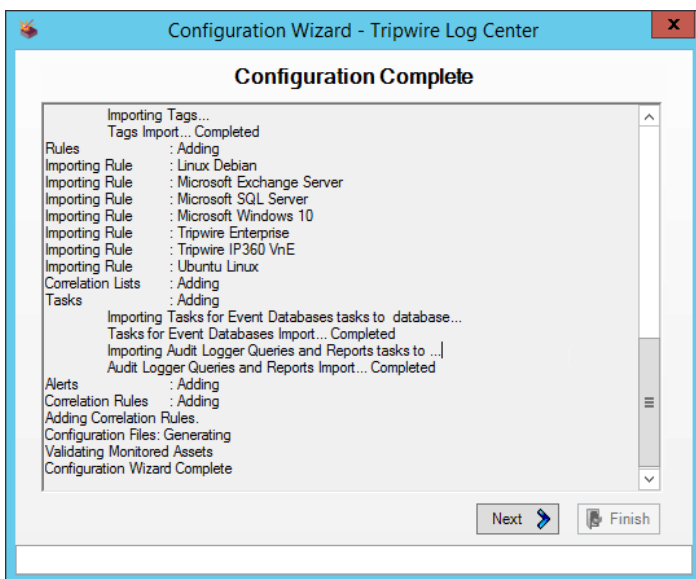 Configuration Wizard - Tripwire Log Center
x
Configuration Complete
Importing Tags...
Tags Import... Completed
Rules : Adding
Importing Rule : Linux Debian
Importing Rule : Microsoft Exchange Server
Importing Rule : Microsoft SQL Server
Importing Rule : Microsoft Windows 10
Importing Rule : Tripwire Enterprise
Importing Rule : Tripwire IP360 VnE
Importing Rule : Ubuntu Linux
Correlation Lists : Adding
Tasks : Adding
Importing Tasks for Event Databases tasks to database...
Tasks for Event Databases Import... Completed
Importing Audit Logger Queries and Reports tasks to ...
Audit Logger Queries and Reports Import... Completed
Alerts : Adding
Correlation Rules : Adding
Adding Correlation Rules.
Configuration Files: Generating
Validating Monitored Assets
Configuration Wizard Complete
Next
Finish